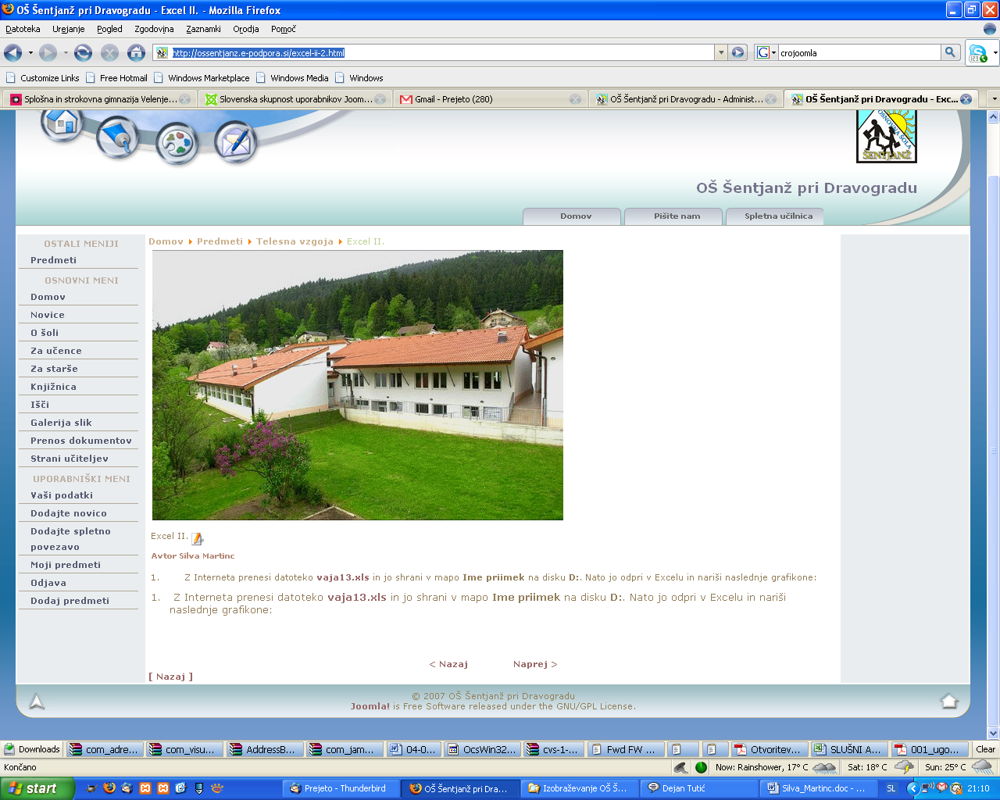 OŠ Šentjanž pri Dravogradu - Excel II. - Mozilla Firefox
Datoteka Urejanje Pogled Zgodovina Zaznamki Orodja Pomoč
http://ossentjanz.e-podpora.si/excel-ii-2.html
G crojoomla
Customize Links Free Hotmail Windows Marketplace Windows Media Windows
Splošna in strokovna gimnazija Velenje... Slovenska skupnost uporabnikov Joom... Gmail - Prejeto (280) OŠ Šentjanž pri Dravogradu - Administ... OŠ Šentjanž pri Dravogradu - Exc...
OSNOVNA ŠOLA
ŠENTJANŽ
OŠ Šentjanž pri Dravogradu
Domov Pišite nam Spletna učilnica
OSTALI MENIJI
Predmeti
OSNOVNI MENI
Domov
Novice
O šoli
Za učence
Za starše
Knjižnica
Išči
Galerija slik
Prenos dokumentov
Strani učiteljev
UPORABNIŠKI MENI
Vaši podatki
Dodajte novico
Dodajte spletno
povezavo
Moji predmeti
Odjava
Dodaj predmeti
Domov Predmeti Telesna vzgoja Excel II.
Excel II.
Avtor Silva Martinc
1. Z Interneta prenesi datoteko vaja13.xls in jo shrani v mapo Ime priimek na disku D:. Nato jo odpri v Excelu in nariši naslednje grafikone:
1. Z Interneta prenesi datoteko vaja13.xls in jo shrani v mapo Ime priimek na disku D:. Nato jo odpri v Excelu in nariši
naslednje grafikone:
< Nazaj Naprej >
[ Nazaj ]
© 2007 OŠ Šentjanž pri Dravogradu
Joomla! is Free Software released under the GNU/GPL License.
Downloads com_adre... com_visu... AddressB... com_jam... 04-0... OcsWin32... cvs-1-... Fwd FW ... Otvoritev... SLUŠNI A... 001_ugo... Clear
Končano Now: Rainshower, 17° C Sat: 18° C Sun: 25° C
start Prejeto - Thunderbird OŠ Šentjanž pri Dra... Izobraževanje OŠ Š... Dejan Tutić Silva_Martinc.doc - ... SL 21:10